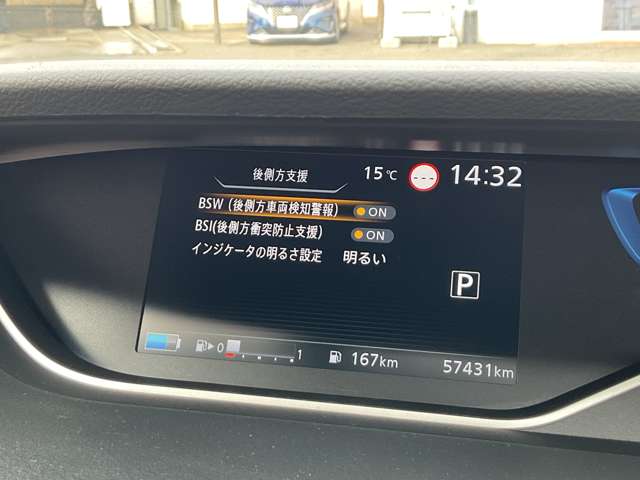 後側方支援 15℃ --- 14:32
BSW (後側方車両検知警報) ON
BSI(後側方衝突防止支援) ON
インジケータの明るさ設定 明るい
P
0 1 167km 57431km